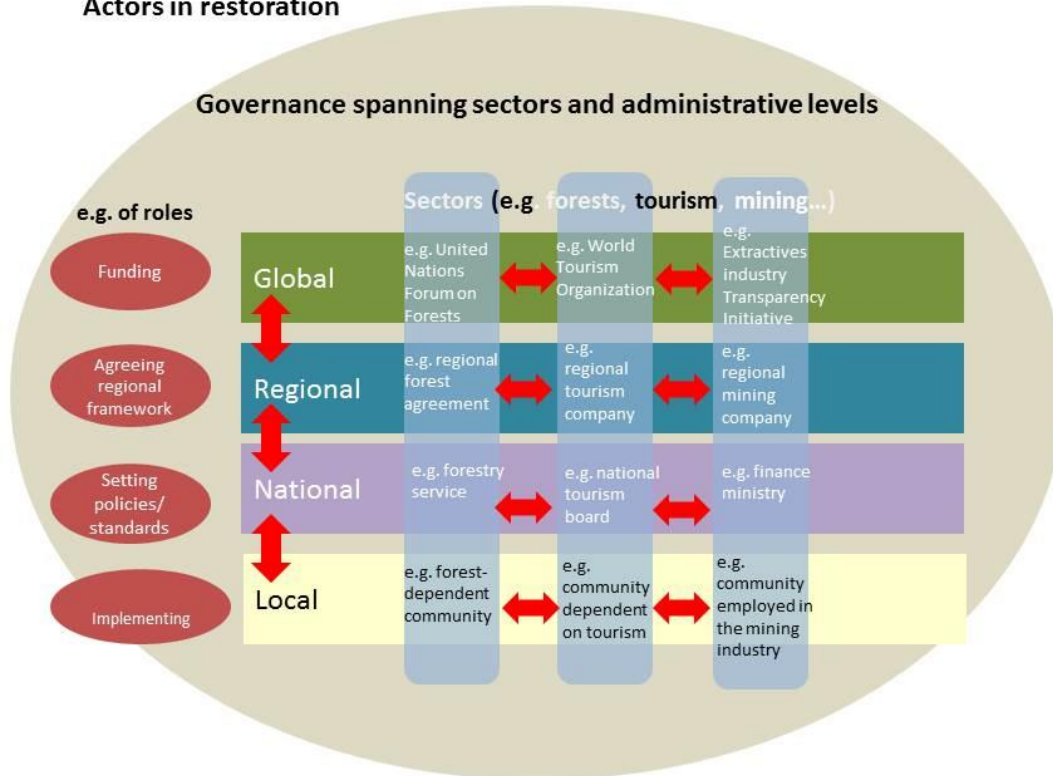 Actors in restoration
Governance spanning sectors and administrative levels
e.g. of roles
Sectors (e.g. forests, tourism, mining...)
Funding
Global
e.g. United
Nations
Forum on
Forests
e.g. World
Tourism
Organization
e.g.
Extractives
industry
Transparency
Initiative
Agreeing
regional
framework
Regional
e.g. regional
forest
agreement
e.g.
regional
tourism
company
e.g.
regional
mining
company
Setting
policies/
standards
National
e.g. forestry
service
e.g. national
tourism
board
e.g. finance
ministry
Implementing
Local
e.g. forest-
dependent
community
e.g.
community
dependent
on tourism
e.g.
community
employed in
the mining
industry